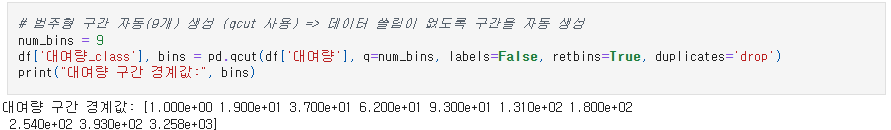 # 범주형 구간 자동(9개) 생성 (qcut 사용) => 데이터 쏠림이 없도록 구간을 자동 생성
num_bins = 9
df['대여량_class'], bins = pd.qcut(df['대여량'], q=num_bins, labels=False, retbins=True, duplicates='drop')
print("대여량 구간 경계값:", bins)
대여량 구간 경계값: [1.000e+00 1.900e+01 3.700e+01 6.200e+01 9.300e+01 1.310e+02 1.800e+02
2.540e+02 3.930e+02 3.258e+03]